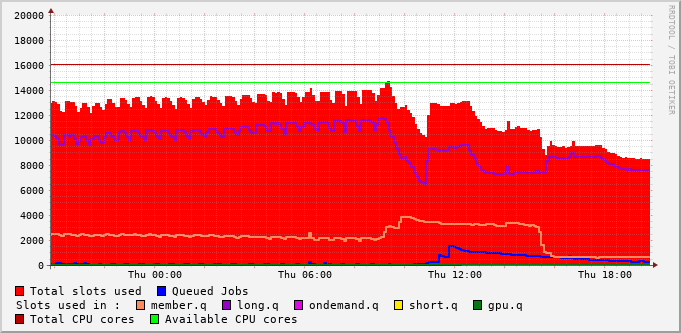 RRDTOOL / TOBI OETIKER
20000
18000
16000
14000
12000
10000
8000
6000
4000
2000
0
Thu 00:00 Thu 06:00 Thu 12:00 Thu 18:00
Total slots used Queued Jobs
Slots used in : member.q long.q ondemand.q short.q gpu.q
Total CPU cores Available CPU cores